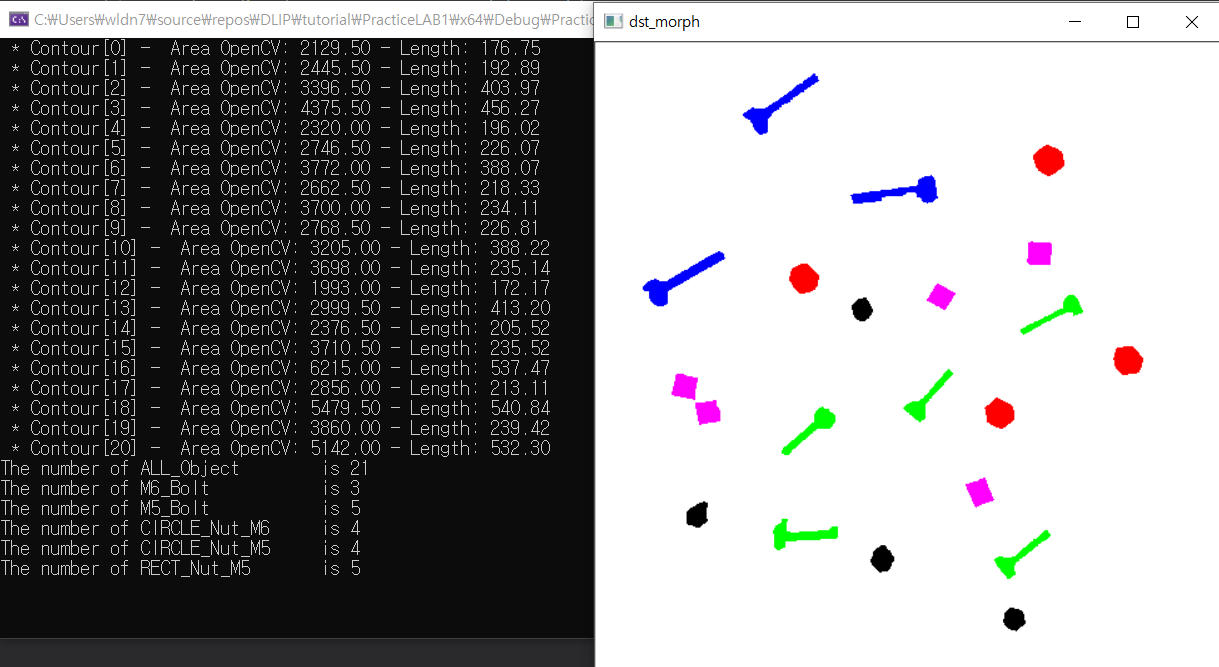 C:₩Users₩wldn7₩source₩repos₩DLIP₩tutorial₩PracticeLAB1₩x64₩Debug₩Practic
* Contour[0] - Area OpenCV: 2129.50 - Length: 176.75
* Contour[1] - Area OpenCV: 2445.50 - Length: 192.89
* Contour[2] - Area OpenCV: 3396.50 - Length: 403.97
* Contour[3] - Area OpenCV: 4375.50 - Length: 456.27
* Contour[4] - Area OpenCV: 2320.00 - Length: 196.02
* Contour[5] - Area OpenCV: 2746.50 - Length: 226.07
* Contour[6] - Area OpenCV: 3772.00 - Length: 388.07
* Contour[7] - Area OpenCV: 2662.50 - Length: 218.33
* Contour[8] - Area OpenCV: 3700.00 - Length: 234.11
* Contour[9] - Area OpenCV: 2768.50 - Length: 226.81
* Contour[10] - Area OpenCV: 3205.00 - Length: 388.22
* Contour[11] - Area OpenCV: 3698.00 - Length: 235.14
* Contour[12] - Area OpenCV: 1993.00 - Length: 172.17
* Contour[13] - Area OpenCV: 2999.50 - Length: 413.20
* Contour[14] - Area OpenCV: 2376.50 - Length: 205.52
* Contour[15] - Area OpenCV: 3710.50 - Length: 235.52
* Contour[16] - Area OpenCV: 6215.00 - Length: 537.47
* Contour[17] - Area OpenCV: 2856.00 - Length: 213.11
* Contour[18] - Area OpenCV: 5479.50 - Length: 540.84
* Contour[19] - Area OpenCV: 3860.00 - Length: 239.42
* Contour[20] - Area OpenCV: 5142.00 - Length: 532.30
The number of ALL_Object is 21
The number of M6_Bolt is 3
The number of M5_Bolt is 5
The number of CIRCLE_Nut_M6 is 4
The number of CIRCLE_Nut_M5 is 4
The number of RECT_Nut_M5 is 5
dst_morph